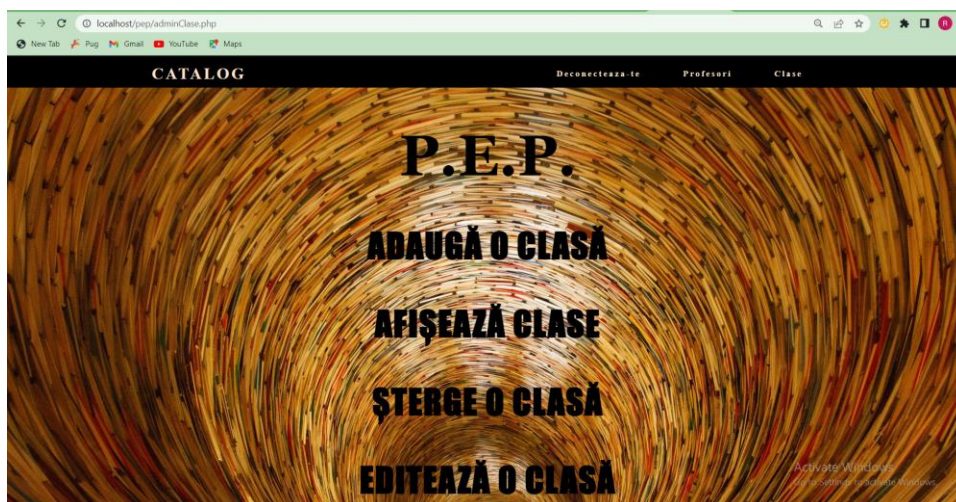 localhost/pep/adminClase.php
R
New Tab Pug Gmail YouTube Maps
CATALOG Deconecteaza-te Profesori Clase
P.E.P.
ADAUGĂ O CLASĂ
AFIȘEAZĂ CLASE
ȘTERGE O CLASĂ
EDITEAZĂ O CLASĂ
Activate Windows
Go to Settings to activate Windows.